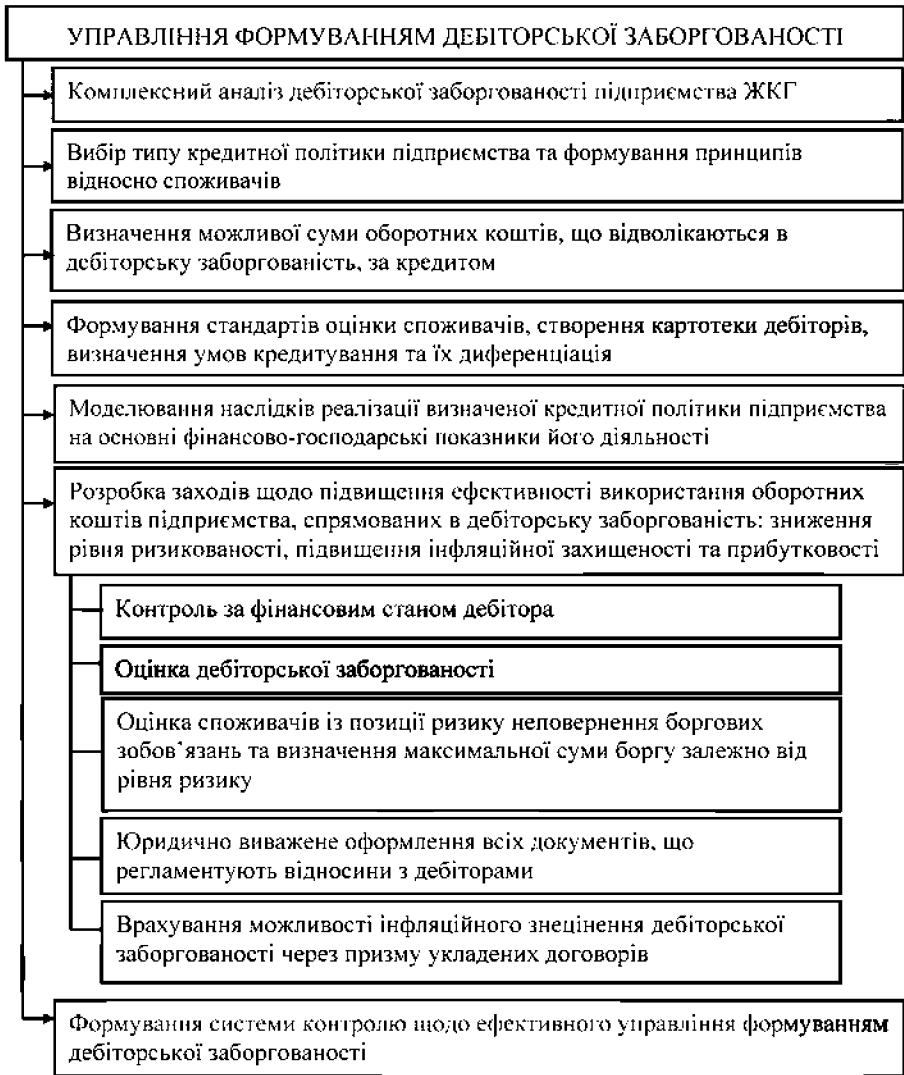 УПРАВЛІННЯ ФОРМУВАННЯМ ДЕБІТОРСЬКОЇ ЗАБОРГОВАНОСТІ
Комплексний аналіз дебіторської заборгованості підприємства ЖКГ
Вибір типу кредитної політики підприємства та формування принципів
відносно споживачів
Визначення можливої суми оборотних коштів, що відволікаються в
дебіторську заборгованість, за кредитом
Формування стандартів оцінки споживачів, створення картотеки дебіторів,
визначення умов кредитування та їх диференціація
Моделювання наслідків реалізації визначеної кредитної політики підприємства
на основні фінансово-господарські показники його діяльності
Розробка заходів щодо підвищення ефективності використання оборотних
коштів підприємства, спрямованих в дебіторську заборгованість: зниження
рівня ризикованості, підвищення інфляційної захищеності та прибутковості
Контроль за фінансовим станом дебітора
Оцінка дебіторської заборгованості
Оцінка споживачів із позиції ризику неповернення боргових
зобов`язань та визначення максимальної суми боргу залежно від
рівня ризику
Юридично виважене оформлення всіх документів, що
регламентують відносини з дебіторами
Врахування можливості інфляційного знецінення дебіторської
заборгованості через призму укладених договорів
Формування системи контролю щодо ефективного управління формуванням
дебіторської заборгованості